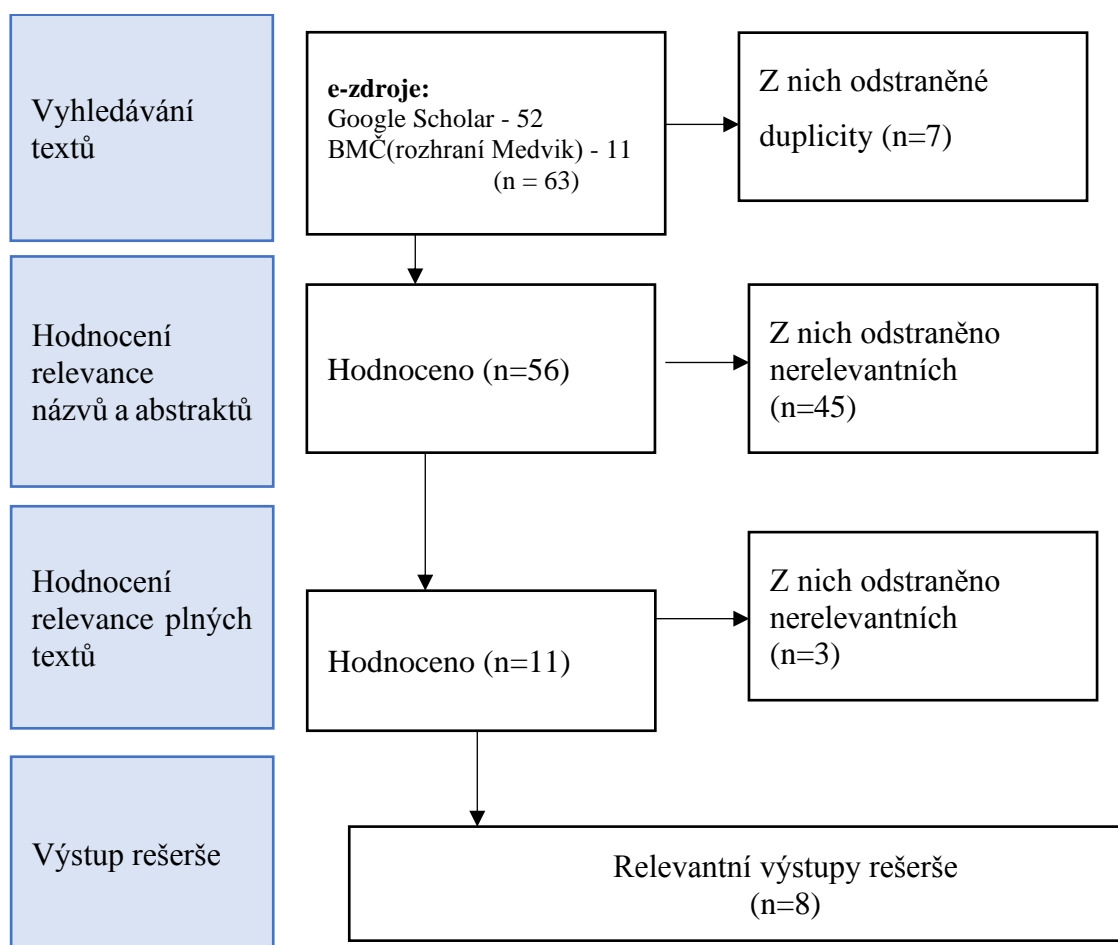 Vyhledávání
textů
e-zdroje:
Google Scholar - 52
BMČ(rozhraní Medvik) - 11
(n = 63)
Z nich odstraněné
duplicity (n=7)
Hodnocení
relevance
názvů a abstraktů
Hodnoceno (n=56)
Z nich odstraněno
nerelevantních
(n=45)
Hodnocení
relevance plných
textů
Hodnoceno (n=11)
Z nich odstraněno
nerelevantních
(n=3)
Výstup rešerše
Relevantní výstupy rešerše
(n=8)